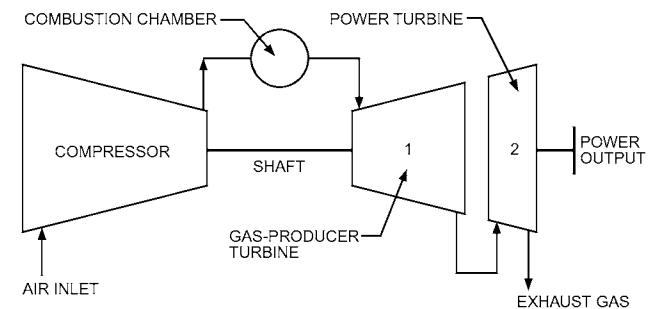 COMBUSTION CHAMBER
POWER TURBINE
COMPRESSOR
SHAFT
1
2
POWER
OUTPUT
GAS-PRODUCER
TURBINE
AIR INLET
EXHAUST GAS